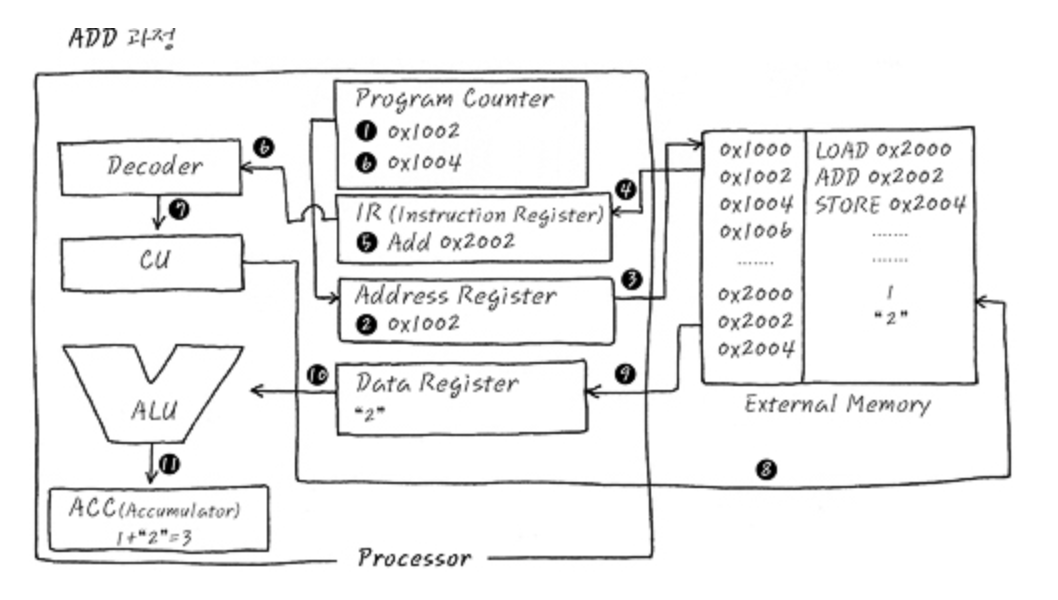 ADD 과정
Program Counter
❶ 0x1002
❻ 0x1004
Decoder
❻
❼
CU
IR (Instruction Register)
❺ Add 0x2002
❹
Address Register
❷ 0x1002
❸
0x1000 LOAD 0x2000
0x1002 ADD 0x2002
0x1004 STORE 0x2004
0x1006 .......
....... .......
0x2000 1
0x2002 "2"
0x2004
External Memory
ALU
❿
Data Register
"2"
❾
❽
⓫
ACC(Accumulator)
1+"2"=3
Processor